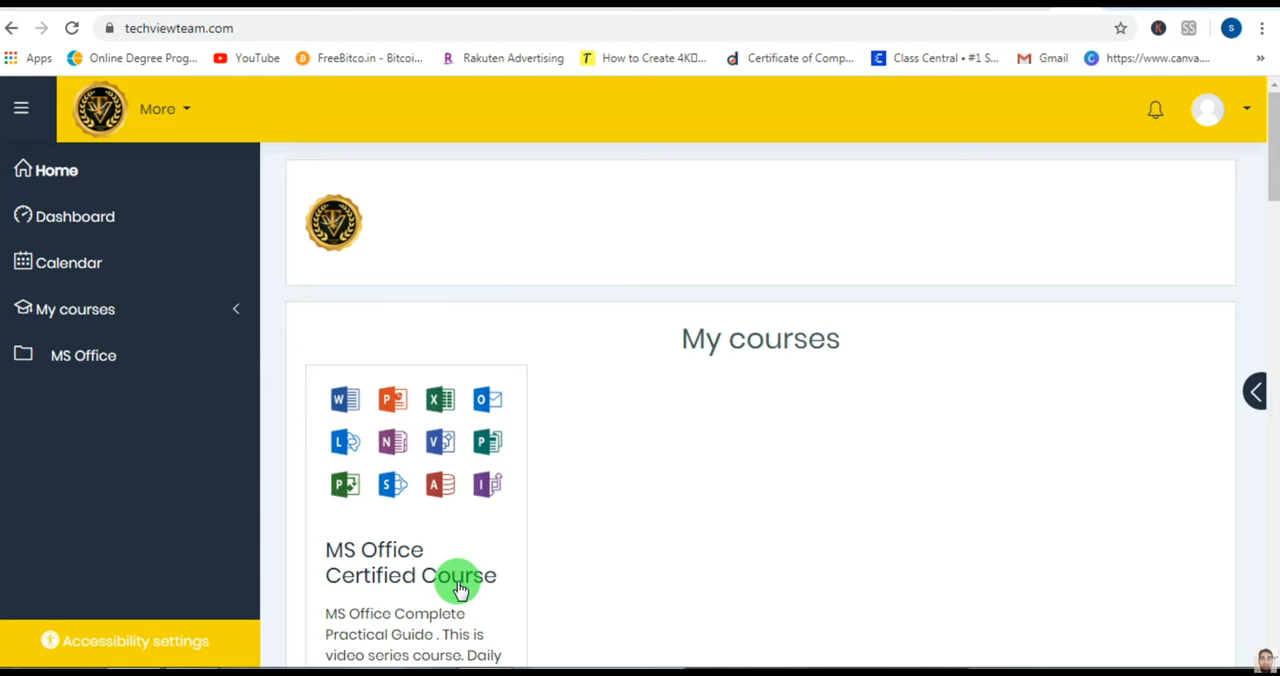 techviewteam.com
SS
s
Apps
Online Degree Prog...
YouTube
FreeBitco.in - Bitcoi...
R
Rakuten Advertising
T
How to Create 4K▯...
d
Certificate of Comp...
Class Central • #1 S...
Gmail
C
https://www.canva....
»
More
Home
Dashboard
Calendar
My courses
MS Office
My courses
W P X O
L N V P
P S A I
MS Office
Certified Course
MS Office Complete
Practical Guide . This is
video series course. Daily
Accessibility settings